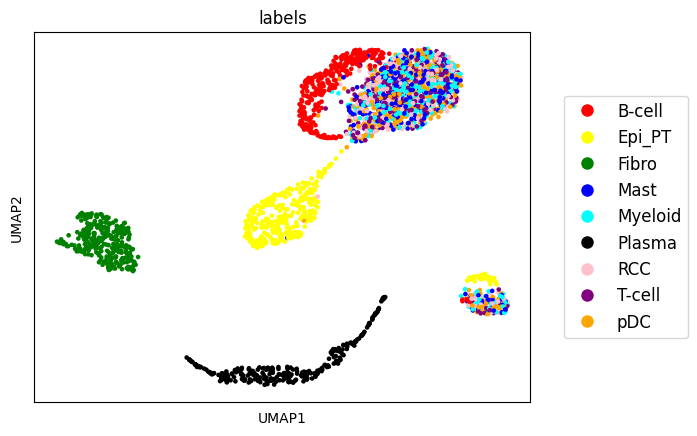 labels
UMAP2
UMAP1
B-cell
Epi_PT
Fibro
Mast
Myeloid
Plasma
RCC
T-cell
pDC